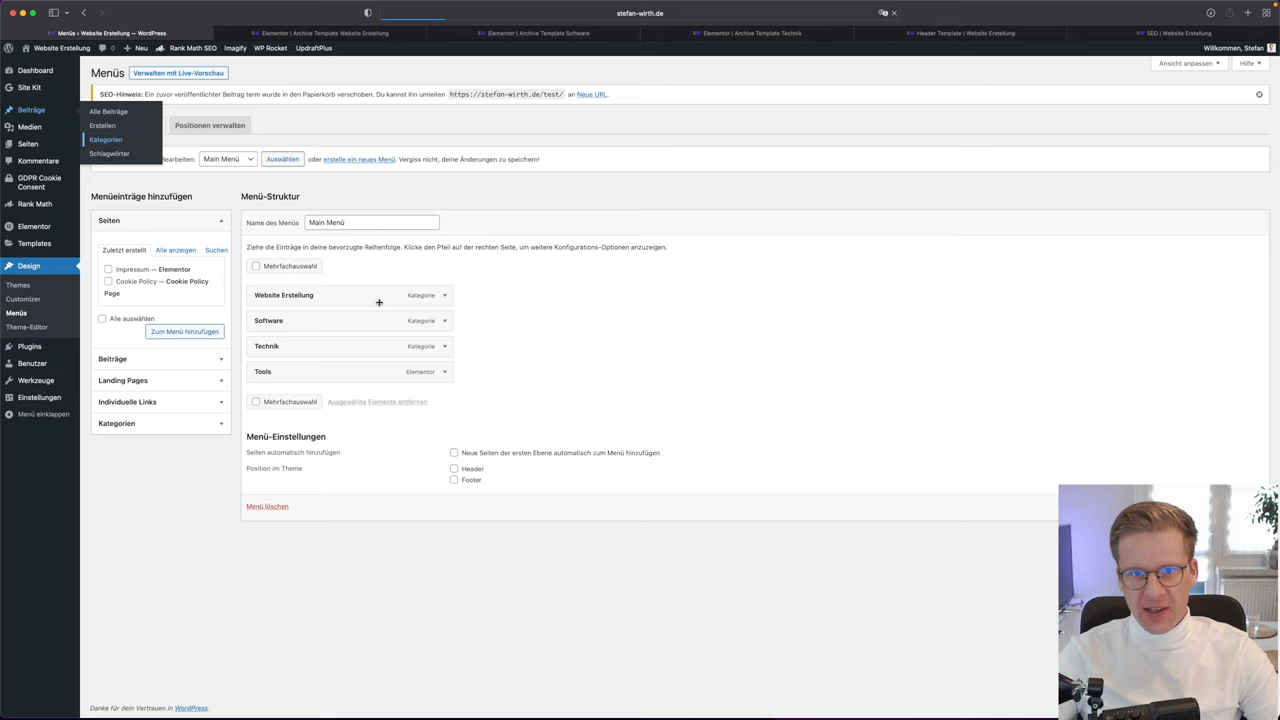 stefan-wirth.de
Menüs ‹ Website Erstellung — WordPress
Elementor | Archive Template Website Erstellung
Elementor | Archive Template Software
Elementor | Archive Template Technik
Header Template | Website Erstellung
SEO | Website Erstellung
Website Erstellung
0
Neu
Rank Math SEO
Imagify
WP Rocket
UpdraftPlus
Willkommen, Stefan
Dashboard
Site Kit
Beiträge
Medien
Seiten
Kommentare
GDPR Cookie
Consent
Rank Math
Elementor
Templates
Design
Themes
Customizer
Menüs
Theme-Editor
Plugins
Benutzer
Werkzeuge
Einstellungen
Menü einklappen
Alle Beiträge
Erstellen
Kategorien
Schlagwörter
Menüs
Verwalten mit Live-Vorschau
Ansicht anpassen
Hilfe
SEO-Hinweis: Ein zuvor veröffentlichter Beitrag term wurde in den Papierkorb verschoben. Du kannst ihn umleiten https://stefan-wirth.de/test/ an Neue URL.
Positionen verwalten
Bearbeiten: Main Menü Auswählen oder erstelle ein neues Menü. Vergiss nicht, deine Änderungen zu speichern!
Menüeinträge hinzufügen
Seiten
Zuletzt erstellt
Alle anzeigen
Suchen
Impressum — Elementor
Cookie Policy — Cookie Policy
Page
Alle auswählen
Zum Menü hinzufügen
Beiträge
Landing Pages
Individuelle Links
Kategorien
Menü-Struktur
Name des Menüs Main Menü
Ziehe die Einträge in deine bevorzugte Reihenfolge. Klicke den Pfeil auf der rechten Seite, um weitere Konfigurations-Optionen anzuzeigen.
Mehrfachauswahl
Website Erstellung Kategorie
Software Kategorie
Technik Kategorie
Tools Elementor
Mehrfachauswahl Ausgewählte Elemente entfernen
Menü-Einstellungen
Seiten automatisch hinzufügen Neue Seiten der ersten Ebene automatisch zum Menü hinzufügen
Position im Theme Header
Footer
Menü löschen
Danke für dein Vertrauen in WordPress.